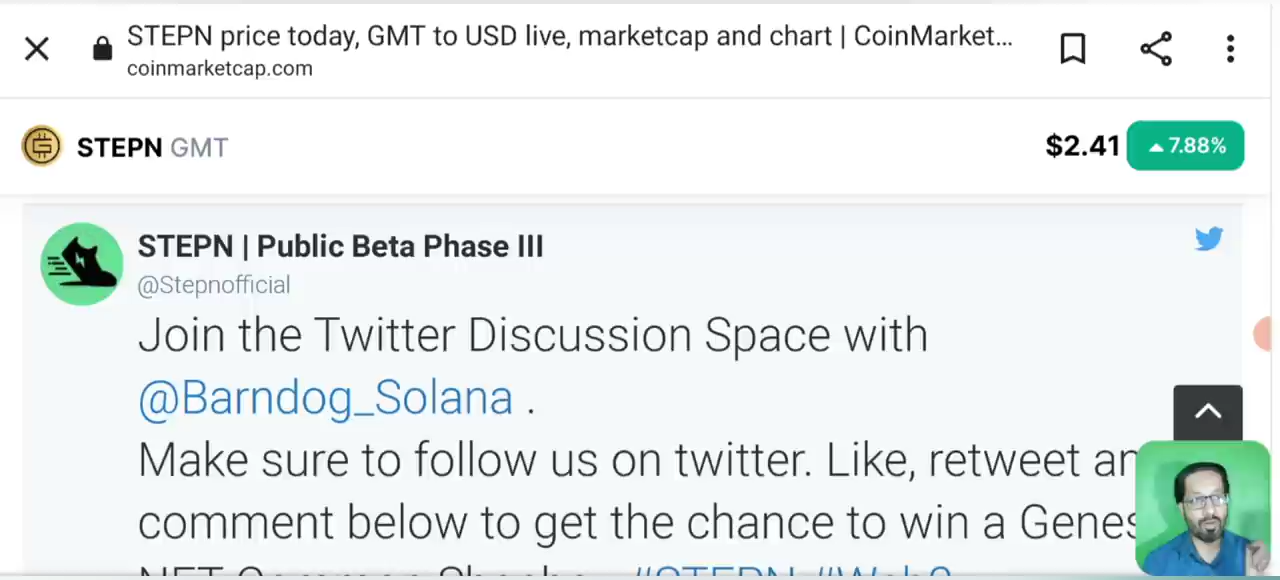 STEPN price today, GMT to USD live, marketcap and chart | CoinMarket...
coinmarketcap.com
STEPN GMT
$2.41 7.88%
STEPN | Public Beta Phase III
@Stepnofficial
Join the Twitter Discussion Space with
@Barndog_Solana .
Make sure to follow us on twitter. Like, retweet
comment below to get the chance to win a
#STEPN